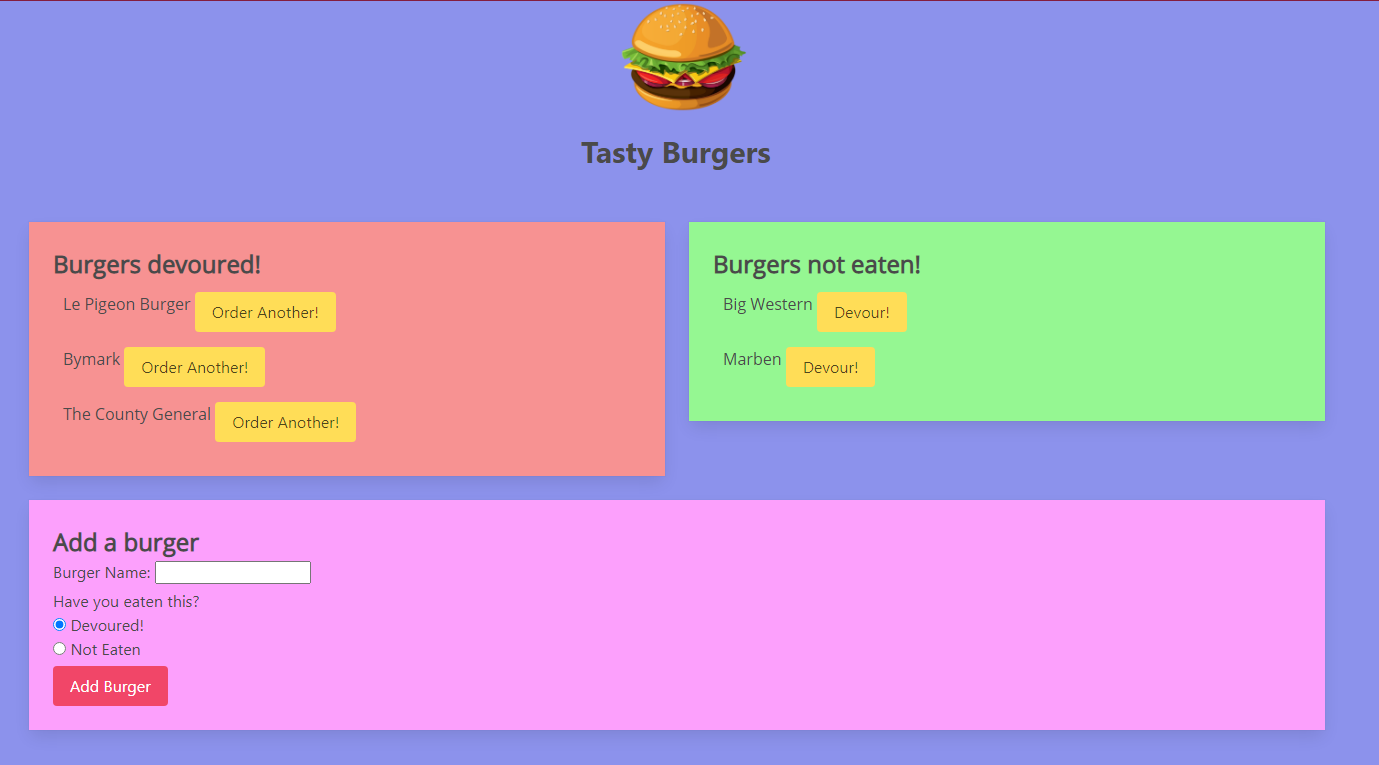 Tasty Burgers
Burgers devoured!
Le Pigeon Burger Order Another!
Bymark Order Another!
The County General Order Another!
Burgers not eaten!
Big Western Devour!
Marben Devour!
Add a burger
Burger Name:
Have you eaten this?
Devoured!
Not Eaten
Add Burger